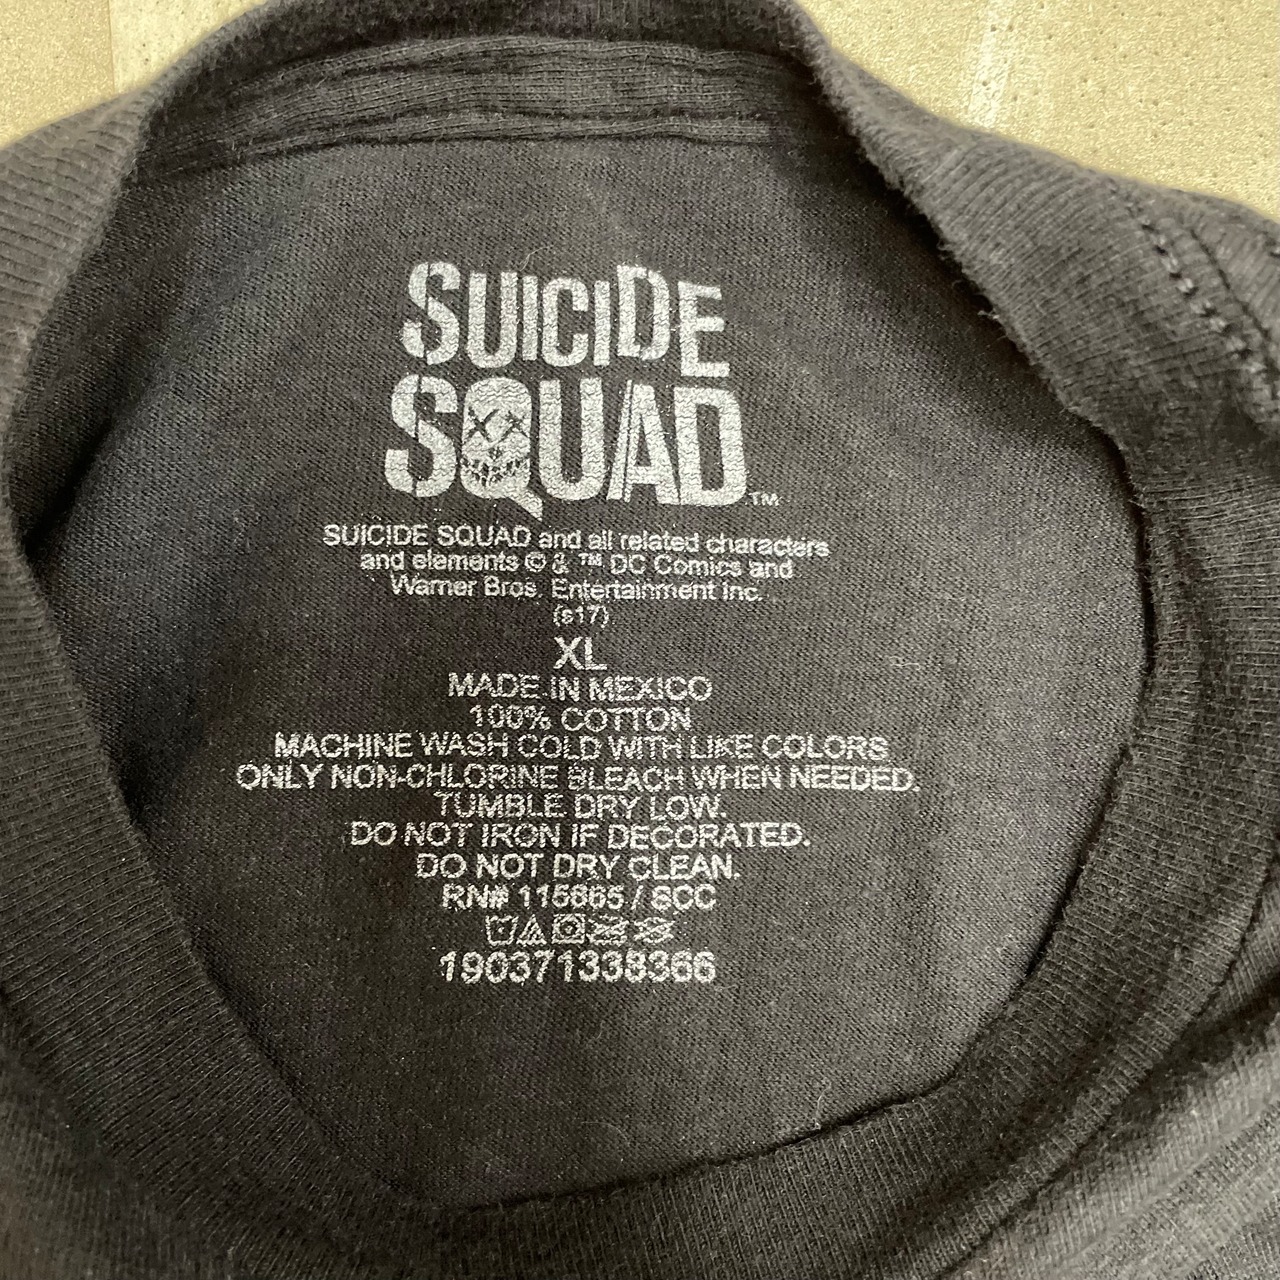 SUICIDE
SQUAD™
SUICIDE SQUAD and all related characters
and elements © & ™ DC Comics and
Warner Bros. Entertainment Inc.
(s17)
XL
MADE IN MEXICO
100% COTTON
MACHINE WASH COLD WITH LIKE COLORS
ONLY NON-CHLORINE BLEACH WHEN NEEDED.
TUMBLE DRY LOW.
DO NOT IRON IF DECORATED.
DO NOT DRY CLEAN.
RN# 115865 / SCC
190371338366